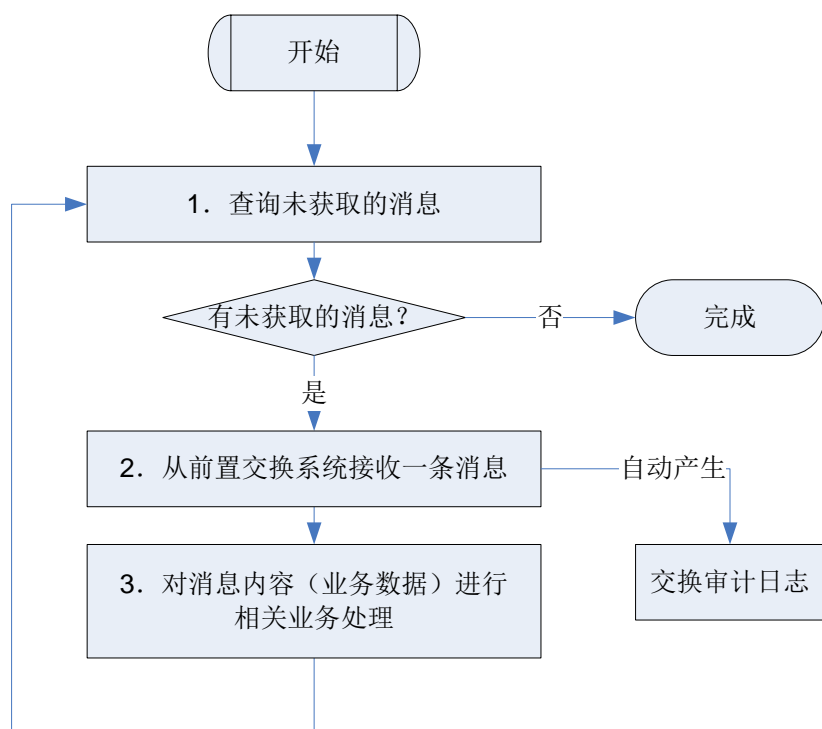 开始
1．查询未获取的消息
有未获取的消息？
否
完成
是
2．从前置交换系统接收一条消息
自动产生
3．对消息内容（业务数据）进行
相关业务处理
交换审计日志